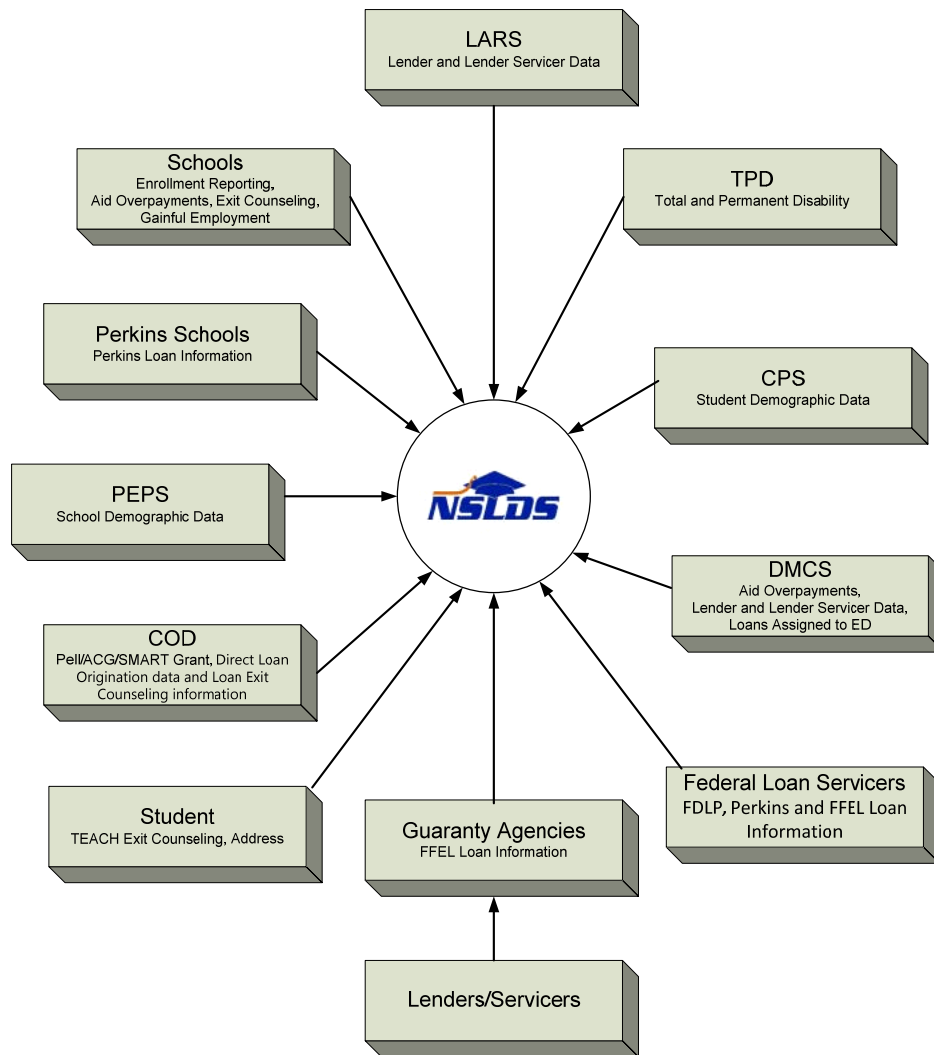 LARS
Lender and Lender Servicer Data
Schools
Enrollment Reporting,
Aid Overpayments, Exit Counseling,
Gainful Employment
TPD
Total and Permanent Disability
Perkins Schools
Perkins Loan Information
CPS
Student Demographic Data
PEPS
School Demographic Data
NSLDS
DMCS
Aid Overpayments,
Lender and Lender Servicer Data,
Loans Assigned to ED
COD
Pell/ACG/SMART Grant, Direct Loan
Origination data and Loan Exit
Counseling information
Student
TEACH Exit Counseling, Address
Guaranty Agencies
FFEL Loan Information
Federal Loan Servicers
FDLP, Perkins and FFEL Loan
Information
Lenders/Servicers